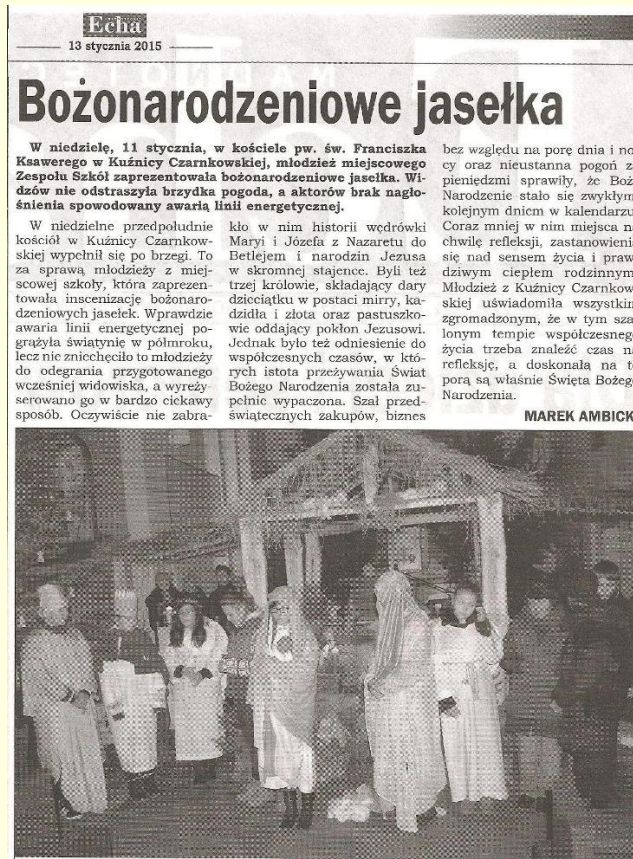 Echa
13 stycznia 2015
Bożonarodzeniowe jasełka
W niedzielę, 11 stycznia, w kościele pw. św. Franciszka
Ksawerego w Kuźnicy Czarnkowskiej, młodzież miejscowego
Zespołu Szkół zaprezentowała bożonarodzeniowe jasełka. Wi-
dzów nie odstraszyła brzydka pogoda, a aktorów brak nagło-
śnienia spowodowany awarią linii energetycznej.
W niedzielne przedpołudnie
kościół w Kuźnicy Czarnkow-
skiej wypełnił się po brzegi. To
za sprawą młodzieży z miej-
scowej szkoły, która zaprezen-
towała inscenizację bożonaro-
dzeniowych jasełek. Wprawdzie
awaria linii energetycznej po-
grążyła świątynię w półmroku,
lecz nie zniechęciło to młodzieży
do odegrania przygotowanego
wcześniej widowiska, a wyreży-
serowano go w bardzo ciekawy
sposób. Oczywiście nie zabra-
kło w nim historii wędrówki
Maryi i Józefa z Nazaretu do
Betlejem i narodzin Jezusa
w skromnej stajence. Byli też
trzej królowie, składający dary
dzieciątku w postaci mirry, ka-
dzidła i złota oraz pastuszko-
wie oddający pokłon Jezusowi.
Jednak było też odniesienie do
współczesnych czasów, w któ-
rych istota przeżywania Świat
Bożego Narodzenia została zu-
pełnie wypaczona. Szał przed-
świątecznych zakupów, biznes
bez względu na porę dnia i no-
cy oraz nieustanna pogoń z
pieniędzmi sprawiły, że Boż
Narodzenie stało się zwykłym
kolejnym dniem w kalendarzu
Coraz mniej w nim miejsca n
chwilę refleksji, zastanowieni
się nad sensem życia i praw
dziwym ciepłem rodzinnym
Młodzież z Kuźnicy Czarnkow
skiej uświadomiła wszystkim
zgromadzonym, że w tym sza
lonym tempie współczesneg
życia trzeba znaleźć czas n
refleksję, a doskonałą na t
porą są właśnie Święta Bożeg
Narodzenia.
MAREK AMBICK